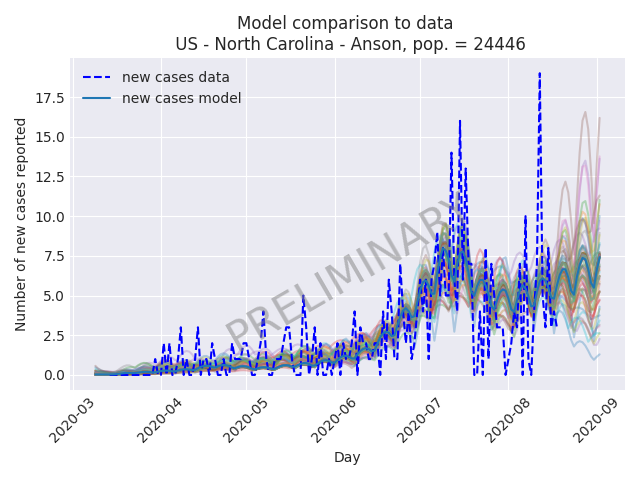 Model comparison to data
US - North Carolina - Anson, pop. = 24446
new cases data
new cases model
PRELIMINARY
Number of new cases reported
17.5
15.0
12.5
10.0
7.5
5.0
2.5
0.0
2020-03
2020-04
2020-05
2020-06
2020-07
2020-08
2020-09
Day